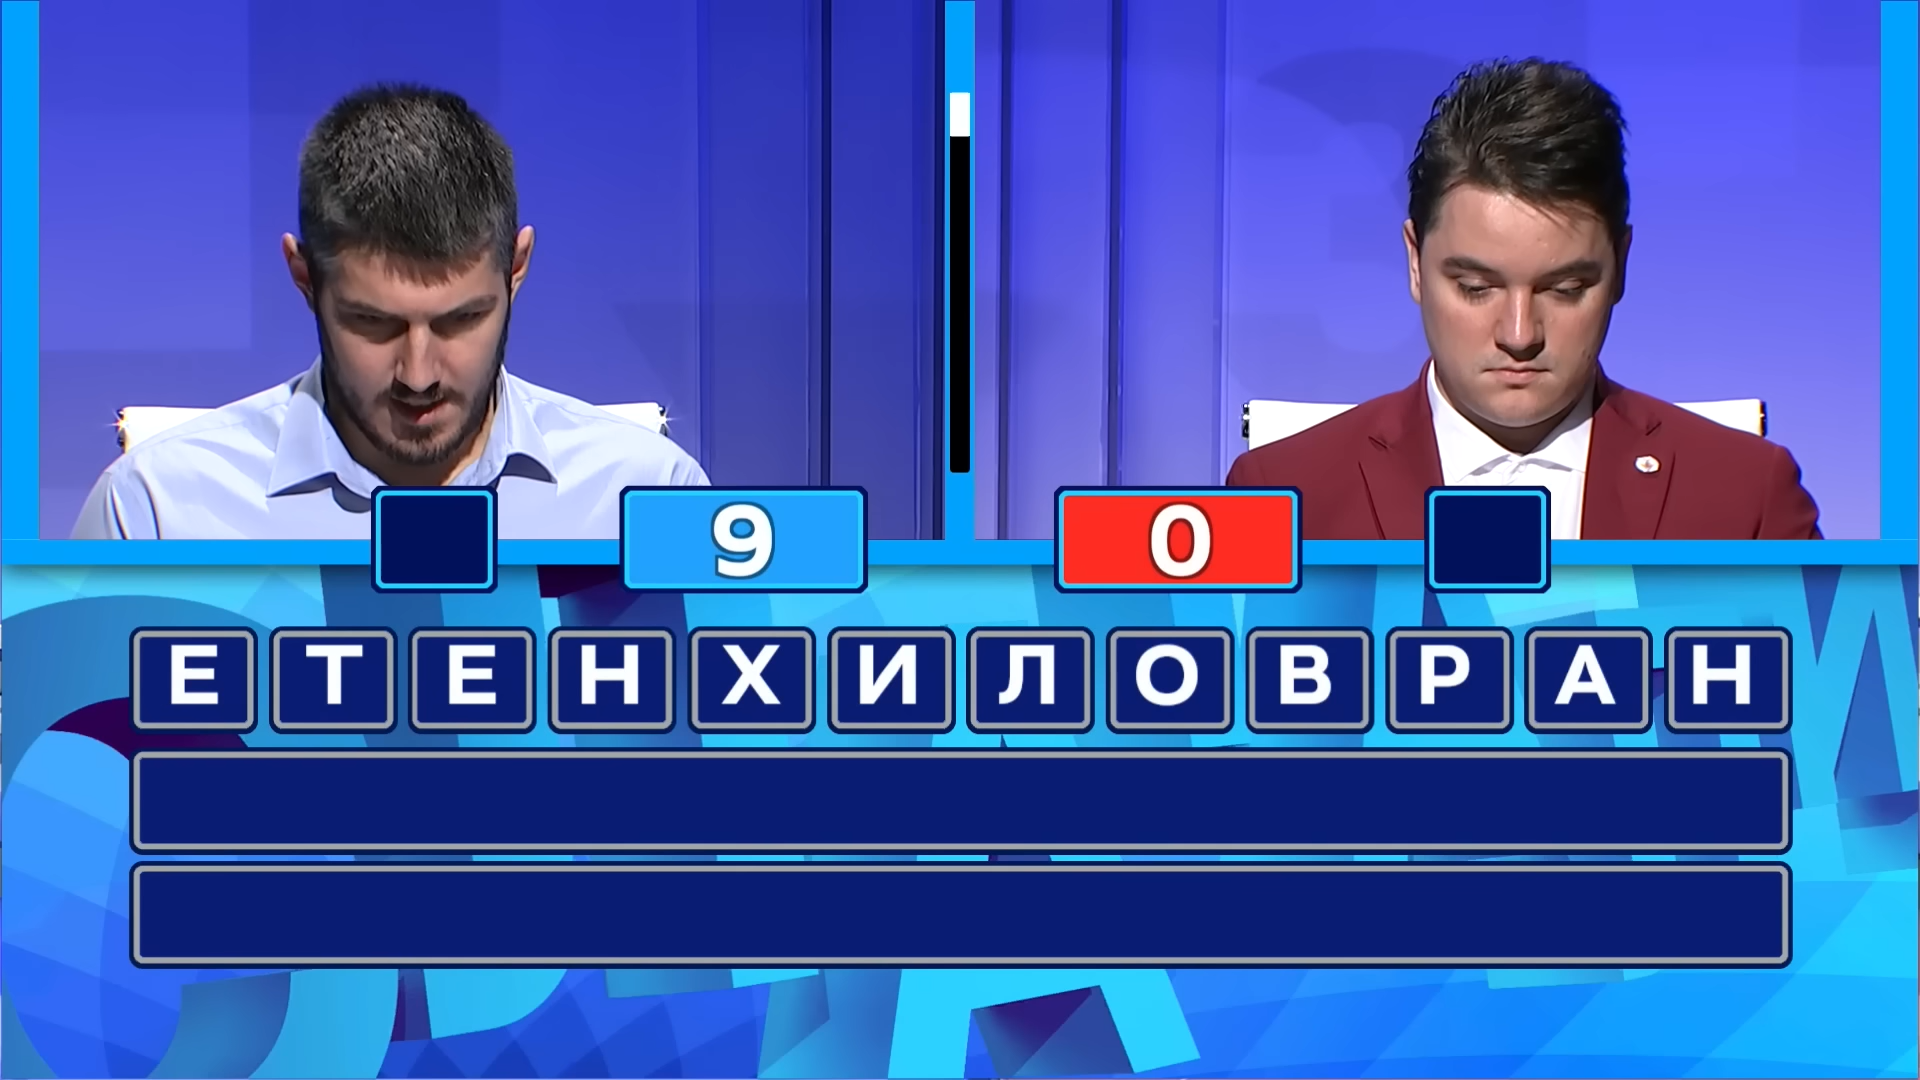 9 0
Е Т Е Н Х И Л О В Р А Н